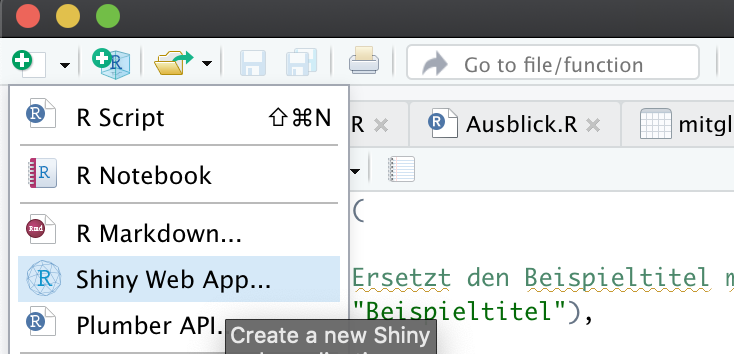 Go to file/function
R Script ⇧⌘N
R Ausblick.R mitgl
R Notebook
(
R Markdown...
Ersetzt den Beispieltitel m
Shiny Web App...
"Beispieltitel"),
Plumber API.
Create a new Shiny